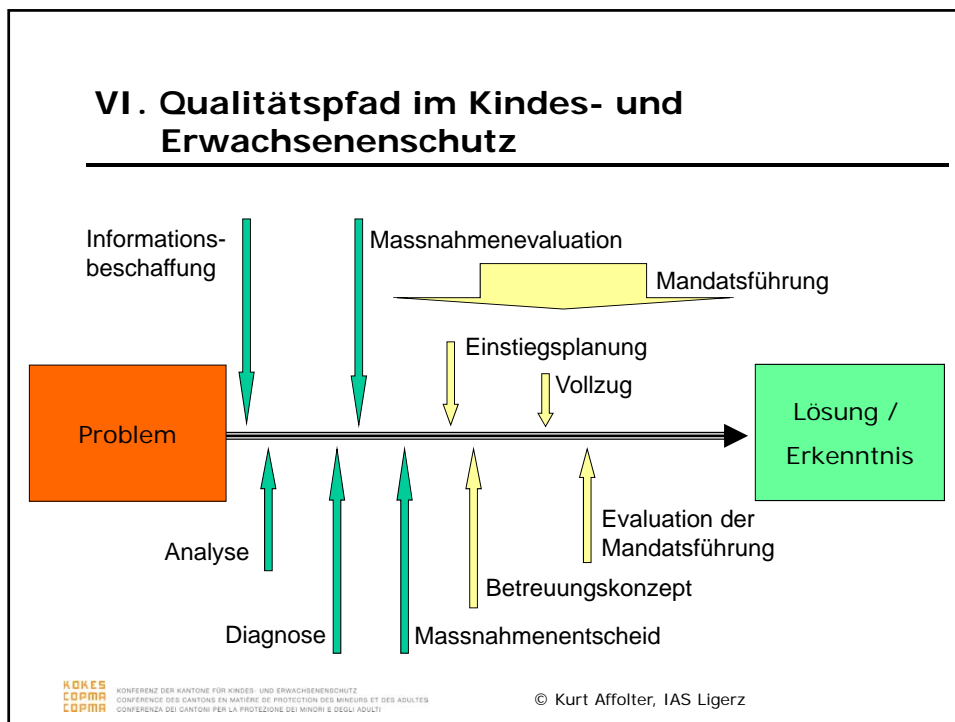 VI. Qualitätspfad im Kindes- und
Erwachsenenschutz
Informations-
beschaffung
Massnahmenevaluation
Mandatsführung
Einstiegsplanung
Vollzug
Problem
Lösung /
Erkenntnis
Analyse
Evaluation der
Mandatsführung
Betreuungskonzept
Diagnose
Massnahmenentscheid
KOKES
COPMA
COPMA
KONFERENZ DER KANTONE FÜR KINDES- UND ERWACHSENENSCHUTZ
CONFÉRENCE DES CANTONS EN MATIÈRE DE PROTECTION DES MINEURS ET DES ADULTES
CONFERENZA DEI CANTONI PER LA PROTEZIONE DEI MINORI E DEGLI ADULTI
© Kurt Affolter, IAS Ligerz